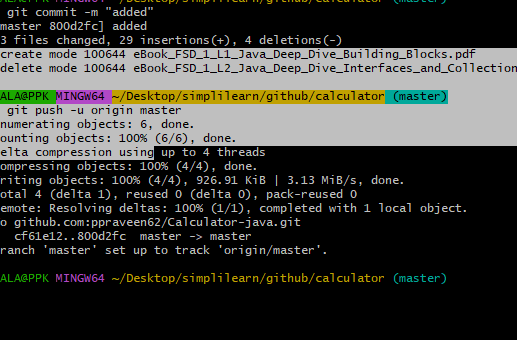 git commit -m "added"
master 800d2fc] added
3 files changed, 29 insertions(+), 4 deletions(-)
create mode 100644 eBook_FSD_1_L1_Java_Deep_Dive_Building_Blocks.pdf
delete mode 100644 eBook_FSD_1_L2_Java_Deep_Dive_Interfaces_and_Collection
ALA@PPK MINGW64 ~/Desktop/simplilearn/github/calculator (master)
git push -u origin master
numerating objects: 6, done.
ounting objects: 100% (6/6), done.
elta compression using up to 4 threads
ompressing objects: 100% (4/4), done.
riting objects: 100% (4/4), 926.91 KiB | 3.13 MiB/s, done.
otal 4 (delta 1), reused 0 (delta 0), pack-reused 0
emote: Resolving deltas: 100% (1/1), completed with 1 local object.
o github.com:ppraveen62/Calculator-java.git
cf61e12..800d2fc master -> master
ranch 'master' set up to track 'origin/master'.
ALA@PPK MINGW64 ~/Desktop/simplilearn/github/calculator (master)